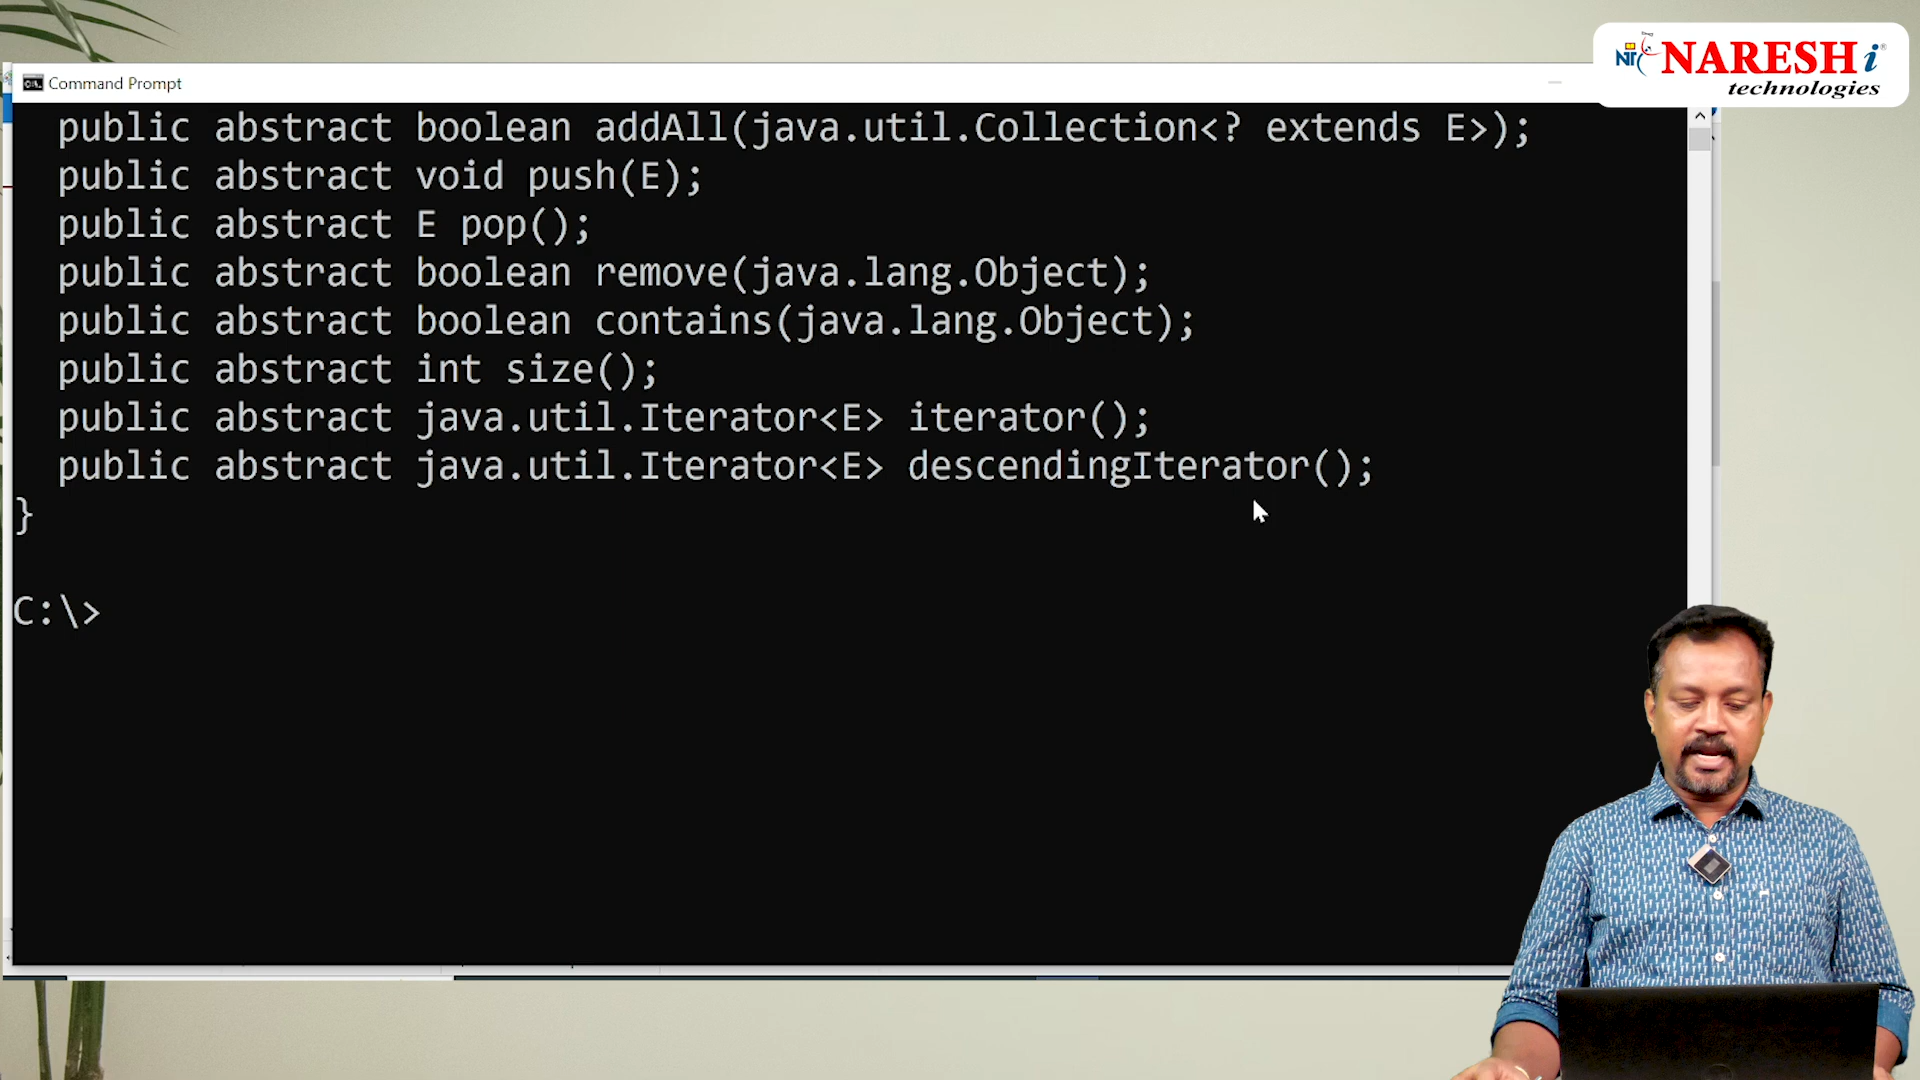 NARESH i
technologies
Command Prompt
public abstract boolean addAll(java.util.Collection<? extends E>);
public abstract void push(E);
public abstract E pop();
public abstract boolean remove(java.lang.Object);
public abstract boolean contains(java.lang.Object);
public abstract int size();
public abstract java.util.Iterator<E> iterator();
public abstract java.util.Iterator<E> descendingIterator();
}
C:\>